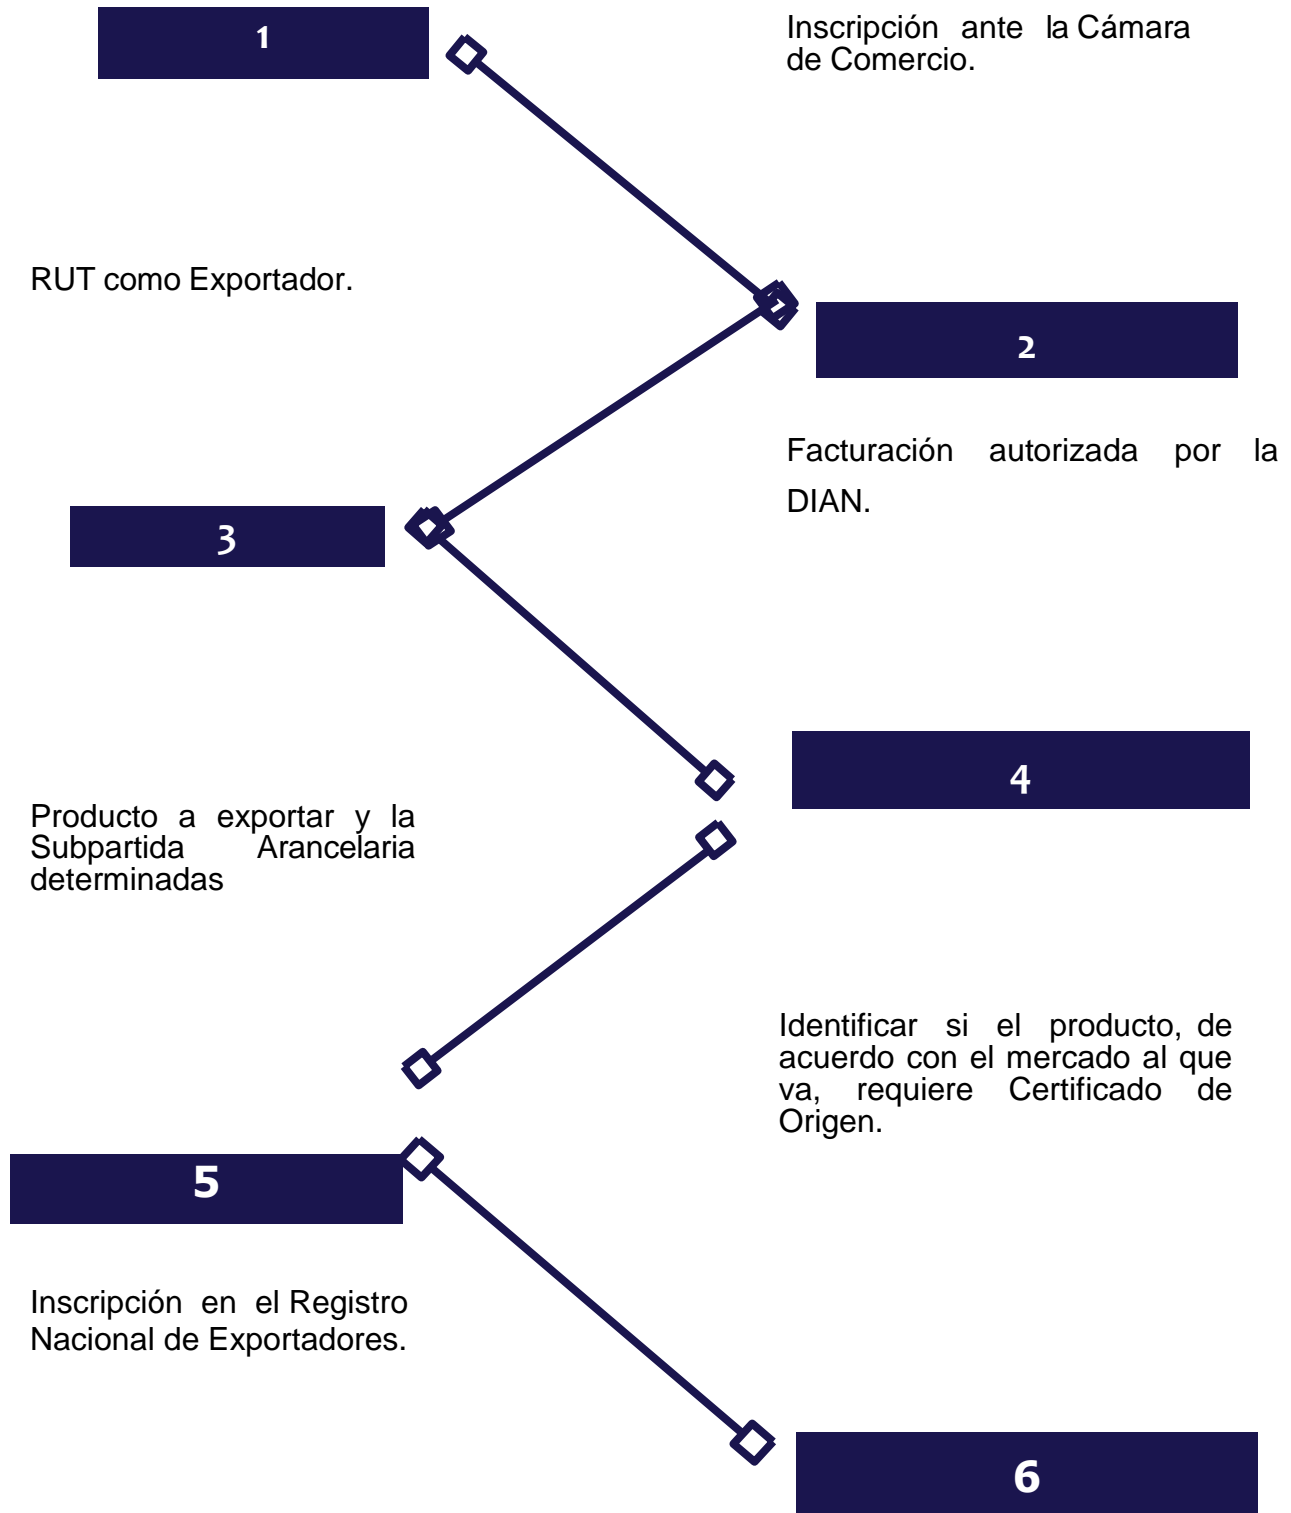 1
Inscripción ante la Cámara
de Comercio.
RUT como Exportador.
2
Facturación autorizada por la
DIAN.
3
4
Producto a exportar y la
Subpartida Arancelaria
determinadas
Identificar si el producto, de
acuerdo con el mercado al que
va, requiere Certificado de
Origen.
5
Inscripción en el Registro
Nacional de Exportadores.
6